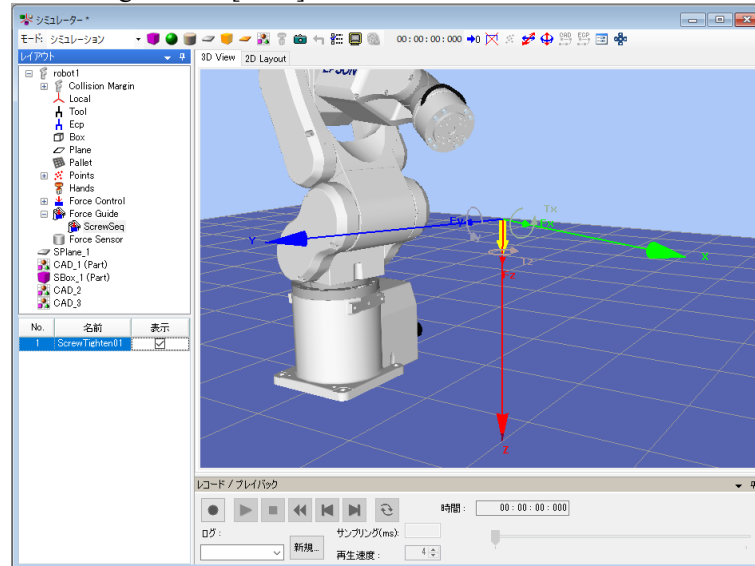 シミュレーター *
モード: シミュレーション
00:00:00:000
レイアウト
3D View 2D Layout
robot1
Collision Margin
Local
Tool
Ecp
Box
Plane
Pallet
Points
Hands
Force Control
Force Guide
ScrewSeq
Force Sensor
SPlane_1
CAD_1 (Part)
SBox_1 (Part)
CAD_2
CAD_3
No. 名前 表示
1 ScrewTighten01
EPSON
Tx
Fy
Fx
Y
X
Tz
Fz
Z
レコード / プレイバック
時間: 00:00:00:000
ログ: サンプリング(ms):
新規... 再生速度: 4